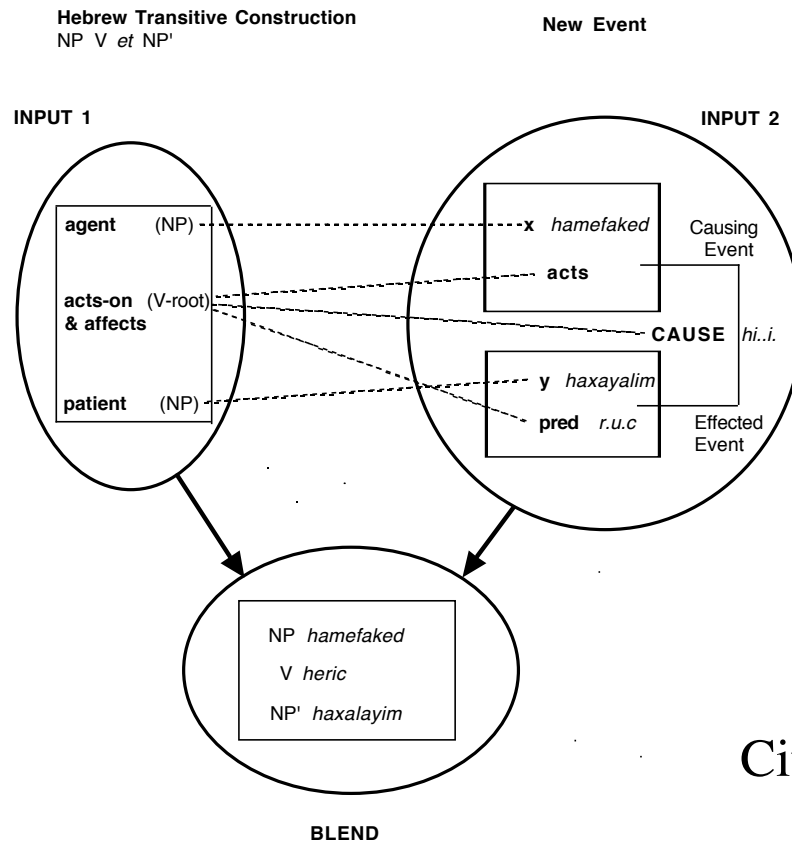 Hebrew Transitive Construction
NP V et NP'
New Event
INPUT 1
INPUT 2
agent (NP)
acts-on (V-root)
& affects
patient (NP)
x hamefaked
acts
Causing
Event
CAUSE hi..i.
y haxayalim
pred r.u.c
Effected
Event
NP hamefaked
V heric
NP' haxalayim
BLEND